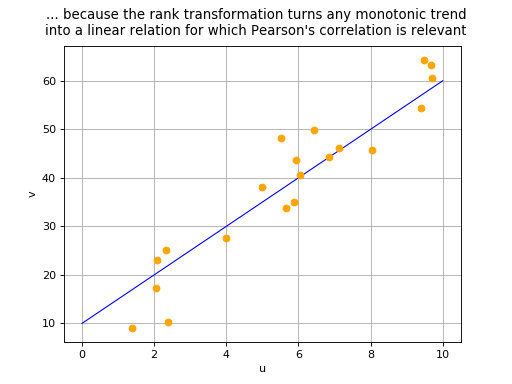 ... because the rank transformation turns any monotonic trend
into a linear relation for which Pearson's correlation is relevant
60
50
40
30
20
10
v
0 2 4 6 8 10
u